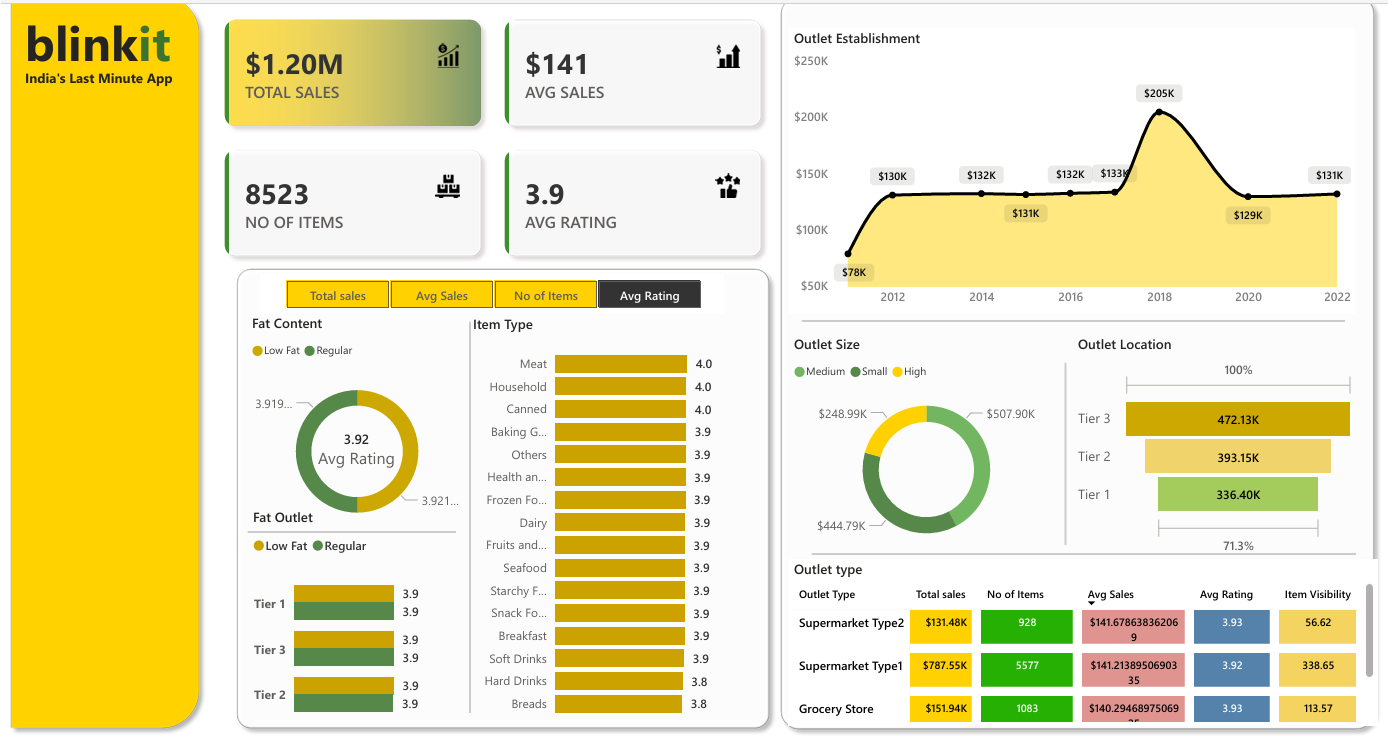 blinkit
India's Last Minute App
$1.20M
TOTAL SALES
$141
AVG SALES
8523
NO OF ITEMS
3.9
AVG RATING
Total sales
Avg Sales
No of Items
Avg Rating
Fat Content
Low Fat Regular
3.919...
3.92
Avg Rating
3.921...
Fat Outlet
Low Fat Regular
Tier 1
3.9
3.9
Tier 3
3.9
3.9
Tier 2
3.9
3.9
Item Type
Meat 4.0
Household 4.0
Canned 4.0
Baking G... 3.9
Others 3.9
Health an... 3.9
Frozen Fo... 3.9
Dairy 3.9
Fruits and... 3.9
Seafood 3.9
Starchy F... 3.9
Snack Fo... 3.9
Breakfast 3.9
Soft Drinks 3.9
Hard Drinks 3.8
Breads 3.8
Outlet Establishment
$250K
$200K
$150K
$100K
$50K
$78K
$130K
$132K
$131K
$132K
$133K
$205K
$129K
$131K
2012 2014 2016 2018 2020 2022
Outlet Size
Medium Small High
$248.99K
$507.90K
$444.79K
Outlet Location
100%
Tier 3 472.13K
Tier 2 393.15K
Tier 1 336.40K
71.3%
Outlet type
Outlet Type Total sales No of Items Avg Sales Avg Rating Item Visibility
Supermarket Type2 $131.48K 928 $141.67863836206 3.93 56.62
9
Supermarket Type1 $787.55K 5577 $141.21389506903 3.92 338.65
35
Grocery Store $151.94K 1083 $140.29468975069 3.93 113.57